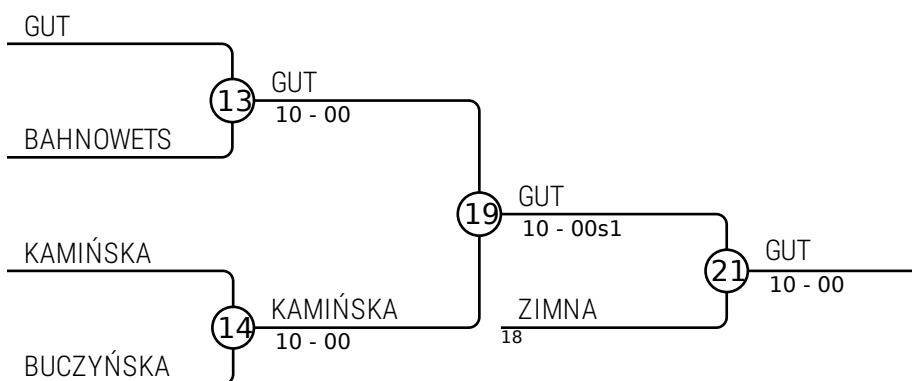 GUT
13
GUT
10 - 00
BAHNOWETS
19
GUT
10 - 00s1
KAMIŃSKA
21
GUT
10 - 00
14
KAMIŃSKA
10 - 00
ZIMNA
18
BUCZYŃSKA